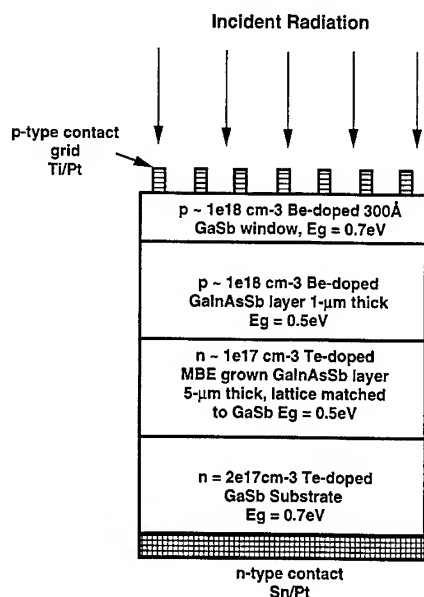 Incident Radiation
p-type contact
grid
Ti/Pt
p ~ 1e18 cm-3 Be-doped 300Å
GaSb window, Eg = 0.7eV
p ~ 1e18 cm-3 Be-doped
GaInAsSb layer 1-μm thick
Eg = 0.5eV
n ~ 1e17 cm-3 Te-doped
MBE grown GaInAsSb layer
5-μm thick, lattice matched
to GaSb Eg = 0.5eV
n = 2e17cm-3 Te-doped
GaSb Substrate
Eg = 0.7eV
n-type contact
Sn/Pt